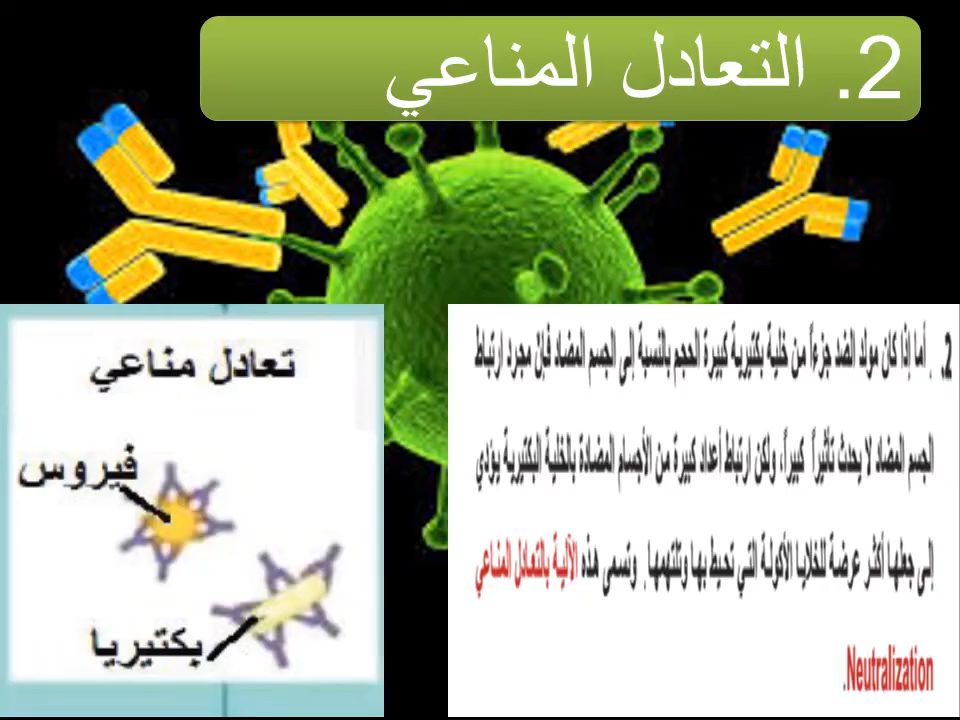 2. التعادل المناعي
تعادل مناعي
فيروس
بكتيريا
2. أما إذا كان مولد الضد جزءاً من خلية بكتيرية كبيرة الحجم بالنسبة إلى الجسم المضاد فإن مجرد ارتباط
الجسم المضاد لا يحدث تأثيراً كبيراً، ولكن ارتباط أعداد كبيرة من الأجسام المضادة بالخلية البكتيرية يؤدي
إلى جعلها أكثر عرضة للخلايا الأكولة التي تحيط بها وتلتهمها . وتسمى هذه الآلية بالتعادل المناعي
Neutralization.